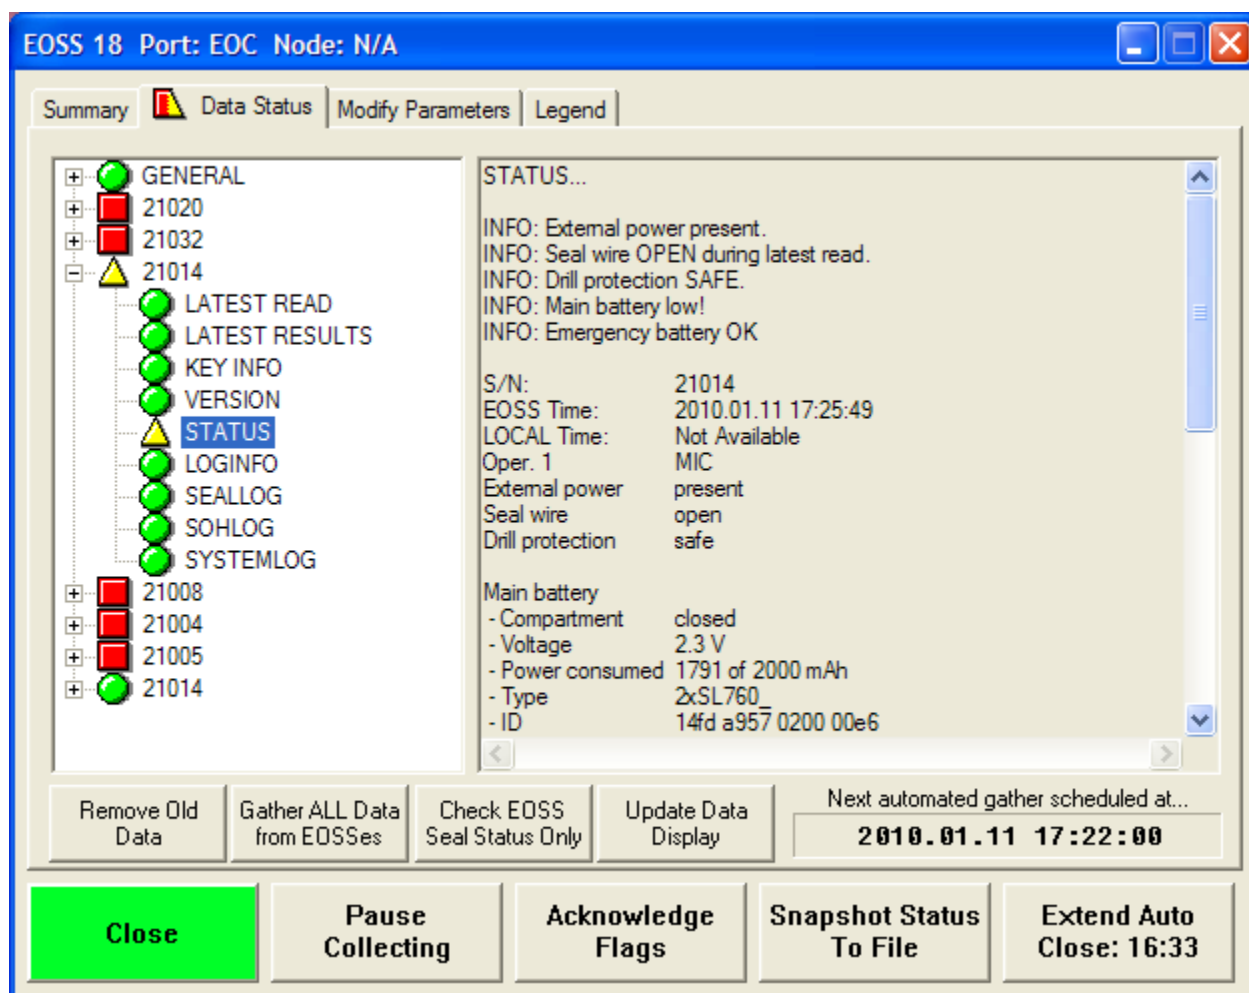 EOSS 18 Port: EOC Node: N/A
Summary Data Status Modify Parameters Legend
GENERAL
21020
21032
21014
LATEST READ
LATEST RESULTS
KEY INFO
VERSION
STATUS
LOGINFO
SEALLOG
SOHLOG
SYSTEMLOG
21008
21004
21005
21014
STATUS...
INFO: External power present.
INFO: Seal wire OPEN during latest read.
INFO: Drill protection SAFE.
INFO: Main battery low!
INFO: Emergency battery OK
S/N: 21014
EOSS Time: 2010.01.11 17:25:49
LOCAL Time: Not Available
Oper. 1 MIC
External power present
Seal wire open
Drill protection safe
Main battery
- Compartment closed
- Voltage 2.3 V
- Power consumed 1791 of 2000 mAh
- Type 2xSL760_
- ID 14fd a957 0200 00e6
Remove Old
Data
Gather ALL Data
from EOSSes
Check EOSS
Seal Status Only
Update Data
Display
Next automated gather scheduled at...
2010.01.11 17:22:00
Close
Pause
Collecting
Acknowledge
Flags
Snapshot Status
To File
Extend Auto
Close: 16:33